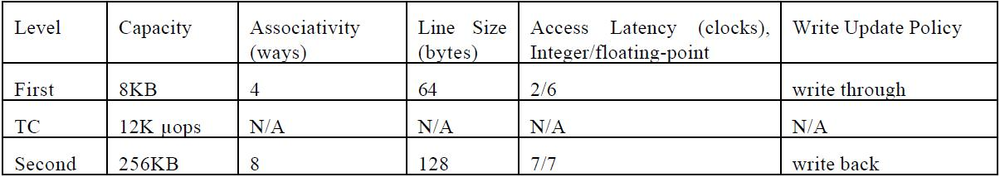 Level Capacity Associativity (ways) Line Size (bytes) Access Latency (clocks), Integer/floating-point Write Update Policy
First 8KB 4 64 2/6 write through
TC 12K µops N/A N/A N/A N/A
Second 256KB 8 128 7/7 write back